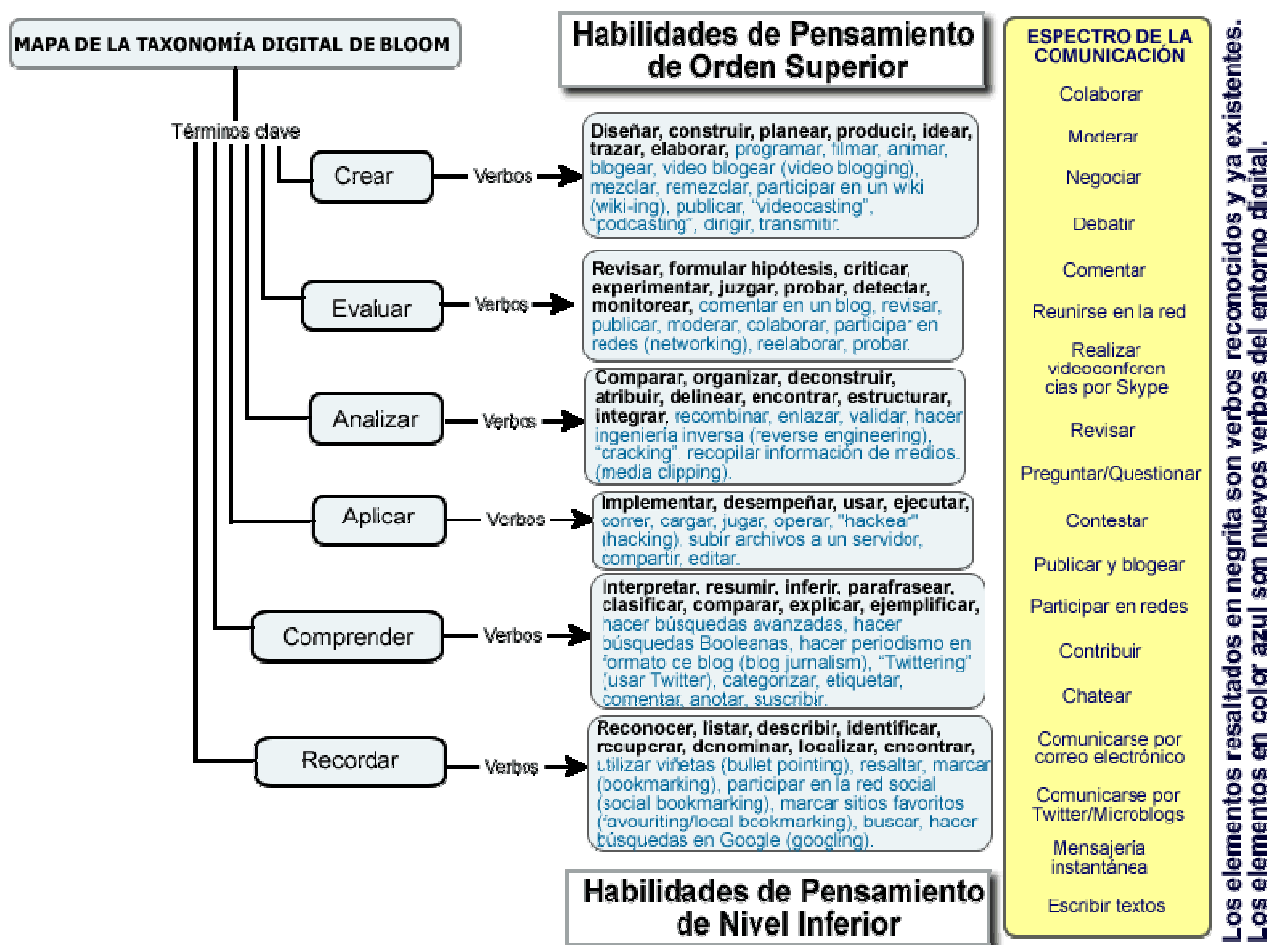 MAPA DE LA TAXONOMÍA DIGITAL DE BLOOM
Habilidades de Pensamiento
de Orden Superior
Términos clave
Crear
Verbos
Diseñar, construir, planear, producir, idear,
trazar, elaborar, programar, filmar, animar,
blogear, video blogear (video blogging),
mezclar, remezclar, participar en un wiki
(wiki-ing), publicar, “videocasting”,
“podcasting”, dirigir, transmitir.
Evaluar
Verbos
Revisar, formular hipótesis, criticar,
experimentar, juzgar, probar, detectar,
monitorear, comentar en un blog, revisar,
publicar, moderar, colaborar, participar en
redes (networking), reelaborar, probar.
Analizar
Verbos
Comparar, organizar, deconstruir,
atribuir, delinear, encontrar, estructurar,
integrar, recombinar, enlazar, validar, hacer
ingeniería inversa (reverse engineering),
“cracking”, recopilar información de medios.
(media clipping).
Aplicar
Verbos
Implementar, desempeñar, usar, ejecutar,
correr, cargar, jugar, operar, "hackear"
(hacking), subir archivos a un servidor,
compartir, editar.
Comprender
Verbos
Interpretar, resumir, inferir, parafrasear,
clasificar, comparar, explicar, ejemplificar,
hacer búsquedas avanzadas, hacer
búsquedas Booleanas, hacer periodismo en
formato de blog (blog jurnalism), “Twittering”
(usar Twitter), categorizar, etiquetar,
comentar, anotar, suscribir.
Recordar
Verbos
Reconocer, listar, describir, identificar,
recuperar, denominar, localizar, encontrar,
utilizar viñetas (bullet pointing), resaltar, marcar
(bookmarking), participar en la red social
(social bookmarking), marcar sitios favoritos
(favouriting/local bookmarking), buscar, hacer
búsquedas en Google (googling).
Habilidades de Pensamiento
de Nivel Inferior
ESPECTRO DE LA
COMUNICACIÓN
Colaborar
Moderar
Negociar
Debatir
Comentar
Reunirse en la red
Realizar
videoconferen
cias por Skype
Revisar
Preguntar/Questionar
Contestar
Publicar y blogear
Participar en redes
Contribuir
Chatear
Comunicarse por
correo electrónico
Comunicarse por
Twitter/Microblogs
Mensajería
instantánea
Escribir textos
Los elementos resaltados en negrita son verbos reconocidos y ya existentes.
Los elementos en color azul son nuevos verbos del entorno digital.